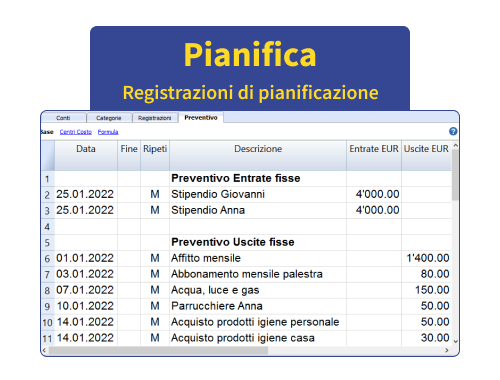 Pianifica
Registrazioni di pianificazione
Conti Categorie Registrazioni Preventivo
Base Centri Costo Formula ?
Data Fine Ripeti Descrizione Entrate EUR Uscite EUR
1 Preventivo Entrate fisse
2 25.01.2022 M Stipendio Giovanni 4'000.00
3 25.01.2022 M Stipendio Anna 4'000.00
4
5 Preventivo Uscite fisse
6 01.01.2022 M Affitto mensile 1'400.00
7 03.01.2022 M Abbonamento mensile palestra 80.00
8 07.01.2022 M Acqua, luce e gas 150.00
9 10.01.2022 M Parrucchiere Anna 50.00
10 14.01.2022 M Acquisto prodotti igiene personale 50.00
11 14.01.2022 M Acquisto prodotti igiene casa 30.00